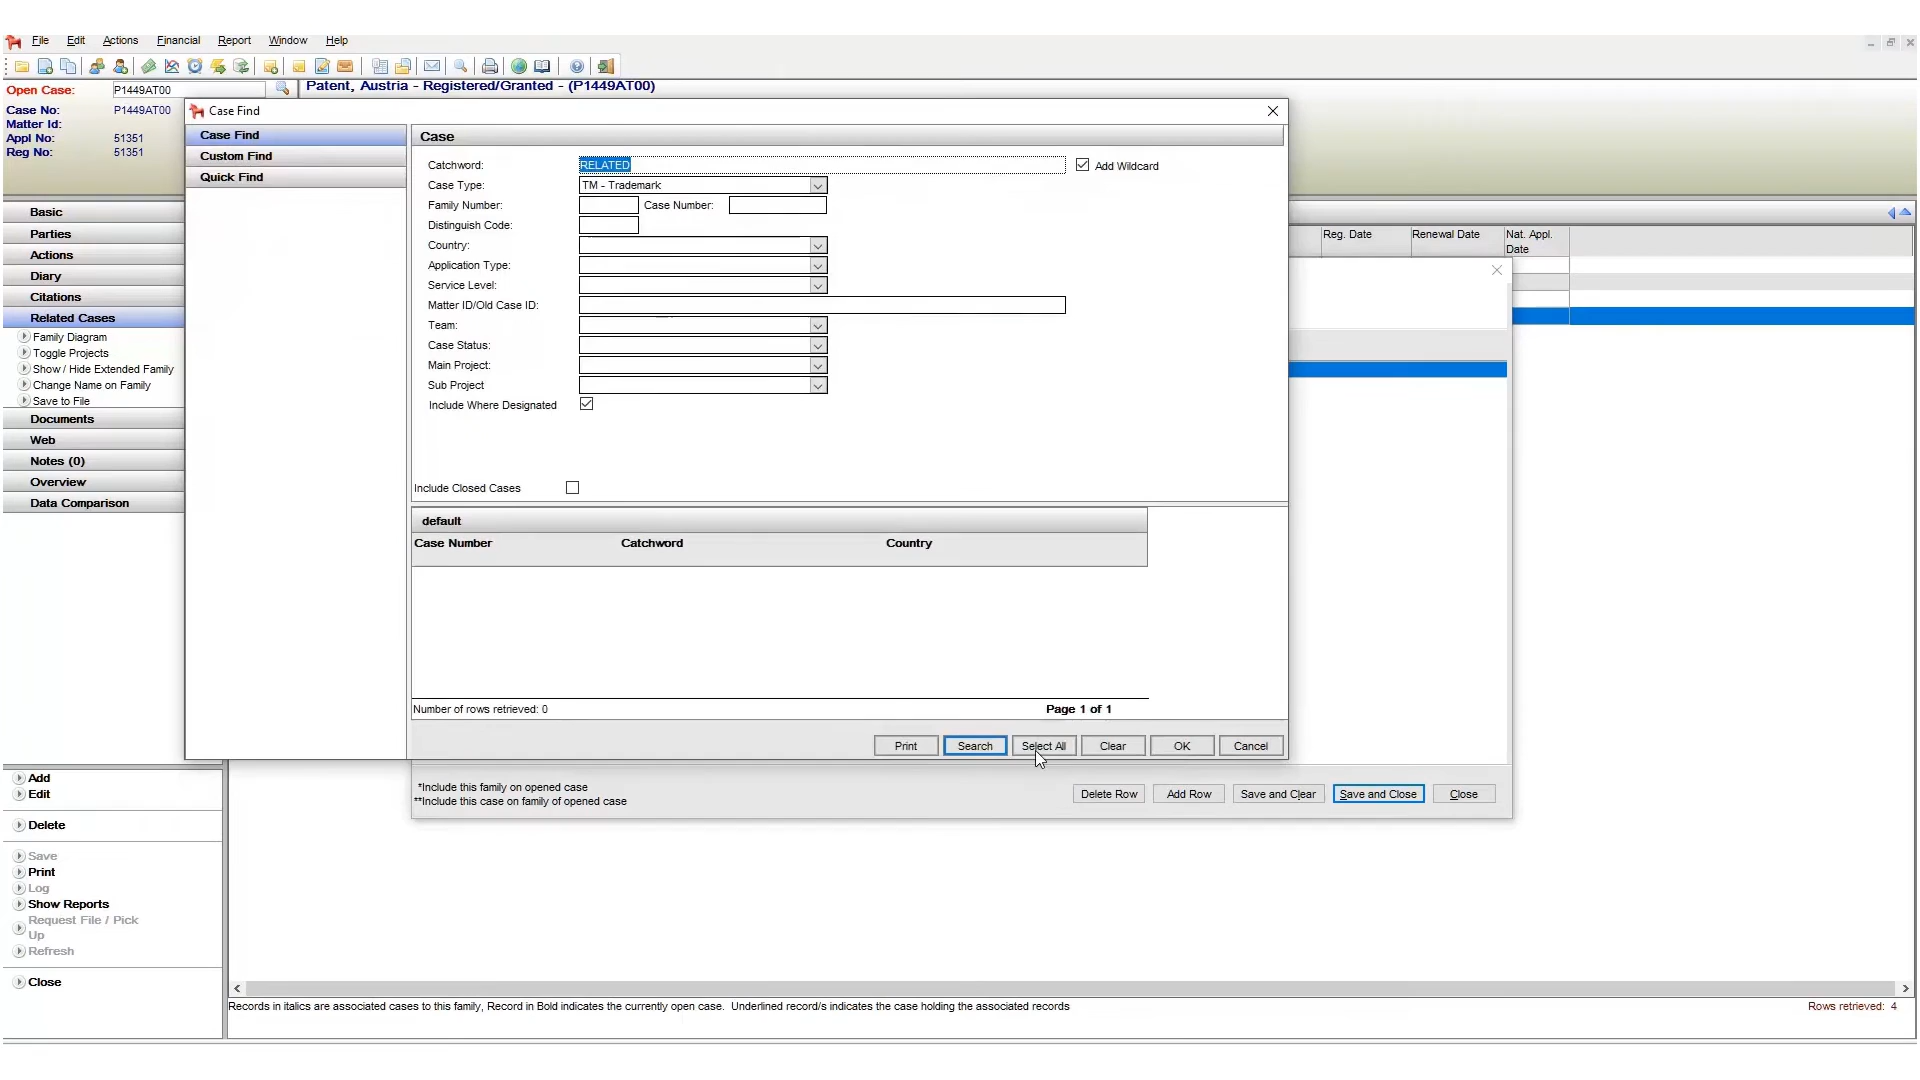 File Edit Actions Financial Report Window Help
Open Case: P1449AT00
Patent, Austria - Registered/Granted - (P1449AT00)
Case No: P1449AT00
Matter Id:
Appl No: 51351
Reg No: 51351
Case Find
Case Find
Custom Find
Quick Find
Case
Catchword: RELATED Add Wildcard
Case Type: TM - Trademark
Family Number: Case Number:
Distinguish Code:
Country:
Application Type:
Service Level:
Matter ID/Old Case ID:
Team:
Case Status:
Main Project:
Sub Project
Include Where Designated
Include Closed Cases
default
Case Number Catchword Country
Number of rows retrieved: 0 Page 1 of 1
Print Search Select All Clear OK Cancel
Reg. Date Renewal Date Nat. Appl.
Date
Basic
Parties
Actions
Diary
Citations
Related Cases
Family Diagram
Toggle Projects
Show / Hide Extended Family
Change Name on Family
Save to File
Documents
Web
Notes (0)
Overview
Data Comparison
Add
Edit
Delete
Save
Print
Log
Show Reports
Request File / Pick
Up
Refresh
Close
*Include this family on opened case
**Include this case on family of opened case
Delete Row Add Row Save and Clear Save and Close Close
Records in italics are associated cases to this family, Record in Bold indicates the currently open case. Underlined record/s indicates the case holding the associated records
Rows retrieved: 4